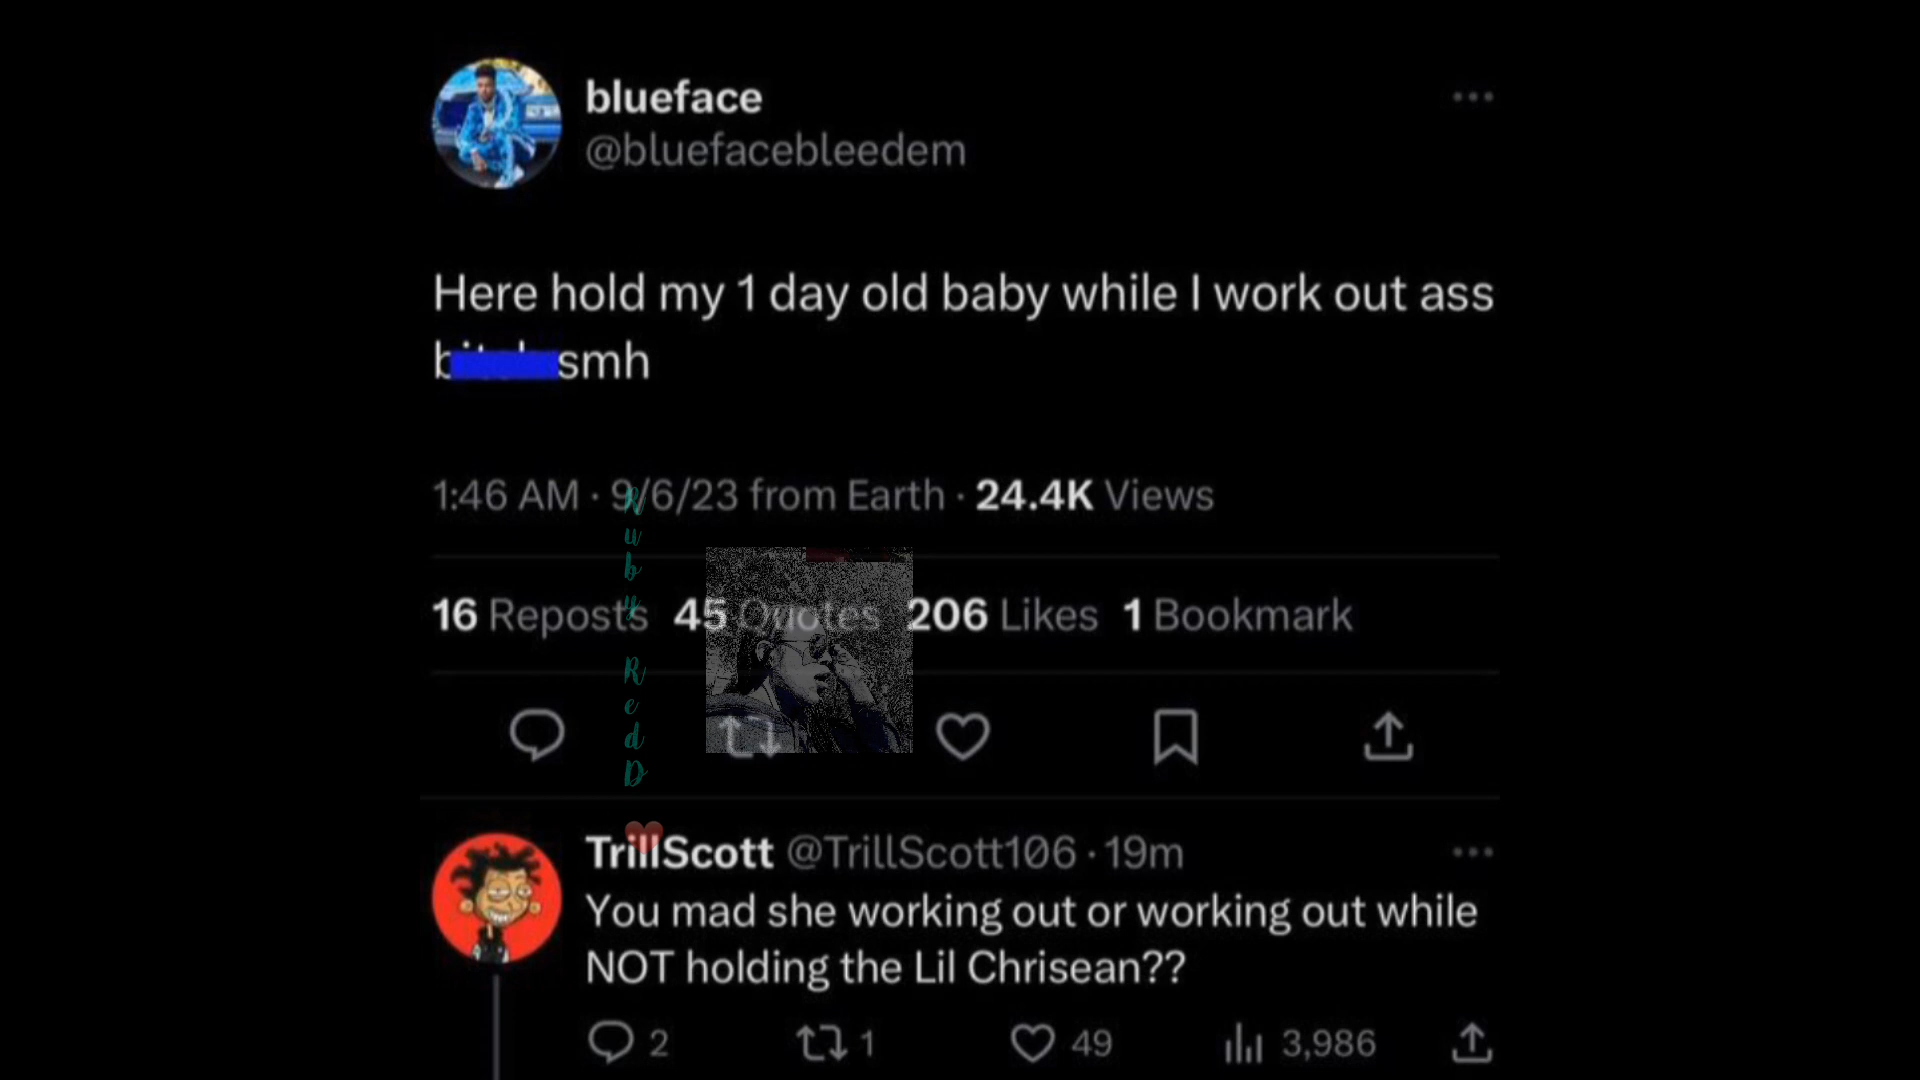 blueface
@bluefacebleedem
Here hold my 1 day old baby while I work out ass
smh
1:46 AM · 9/6/23 from Earth · 24.4K Views
16 Reposts 45 Quotes 206 Likes 1 Bookmark
Ruby RedD ❤️
TrillScott @TrillScott106 · 19m
You mad she working out or working out while
NOT holding the Lil Chrisean??
2 1 49 3,986